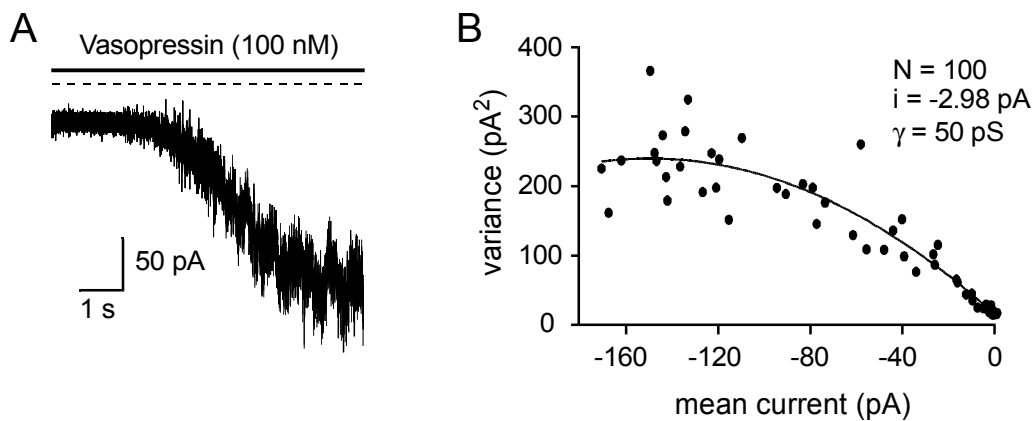 A
Vasopressin (100 nM)
50 pA
1 s
B
400
300
200
100
0
variance (pA²)
N = 100
i = -2.98 pA
γ = 50 pS
-160
-120
-80
-40
0
mean current (pA)